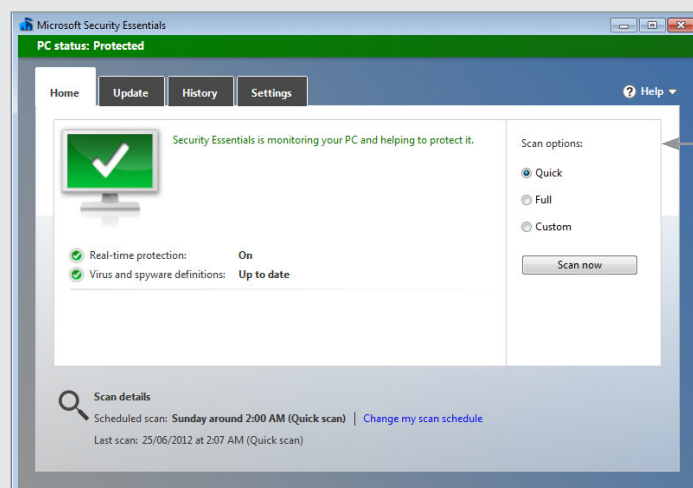 Microsoft Security Essentials
PC status: Protected
Home Update History Settings Help
Security Essentials is monitoring your PC and helping to protect it.
Scan options:
Quick
Full
Custom
Scan now
Real-time protection: On
Virus and spyware definitions: Up to date
Scan details
Scheduled scan: Sunday around 2:00 AM (Quick scan) | Change my scan schedule
Last scan: 25/06/2012 at 2:07 AM (Quick scan)